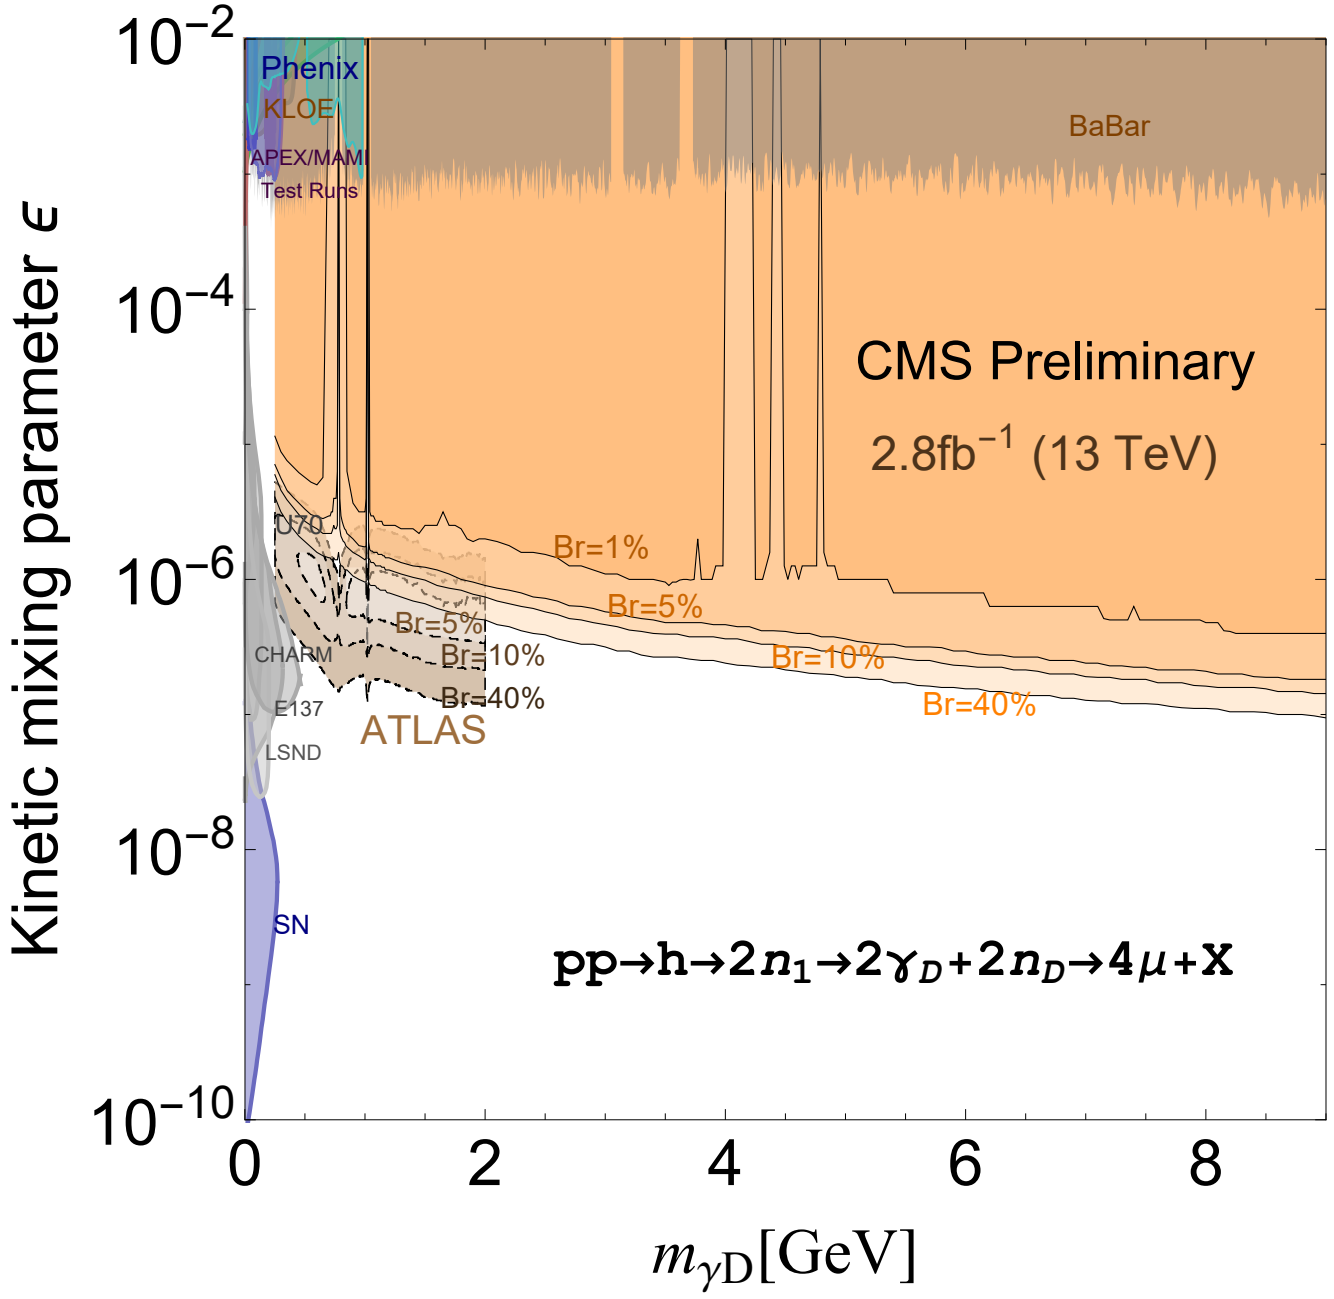 10⁻²
10⁻⁴
10⁻⁶
10⁻⁸
10⁻¹⁰
Kinetic mixing parameter ϵ
Phenix
KLOE
APEX/MAMI
Test Runs
BaBar
CMS Preliminary
2.8fb⁻¹ (13 TeV)
U70
Br=1%
Br=5%
Br=10%
Br=40%
Br=5%
Br=10%
Br=40%
ATLAS
CHARM
E137
LSND
SN
pp→h→2n₁→2γ_D+2n_D→4μ+X
0 2 4 6 8
m_γD[GeV]